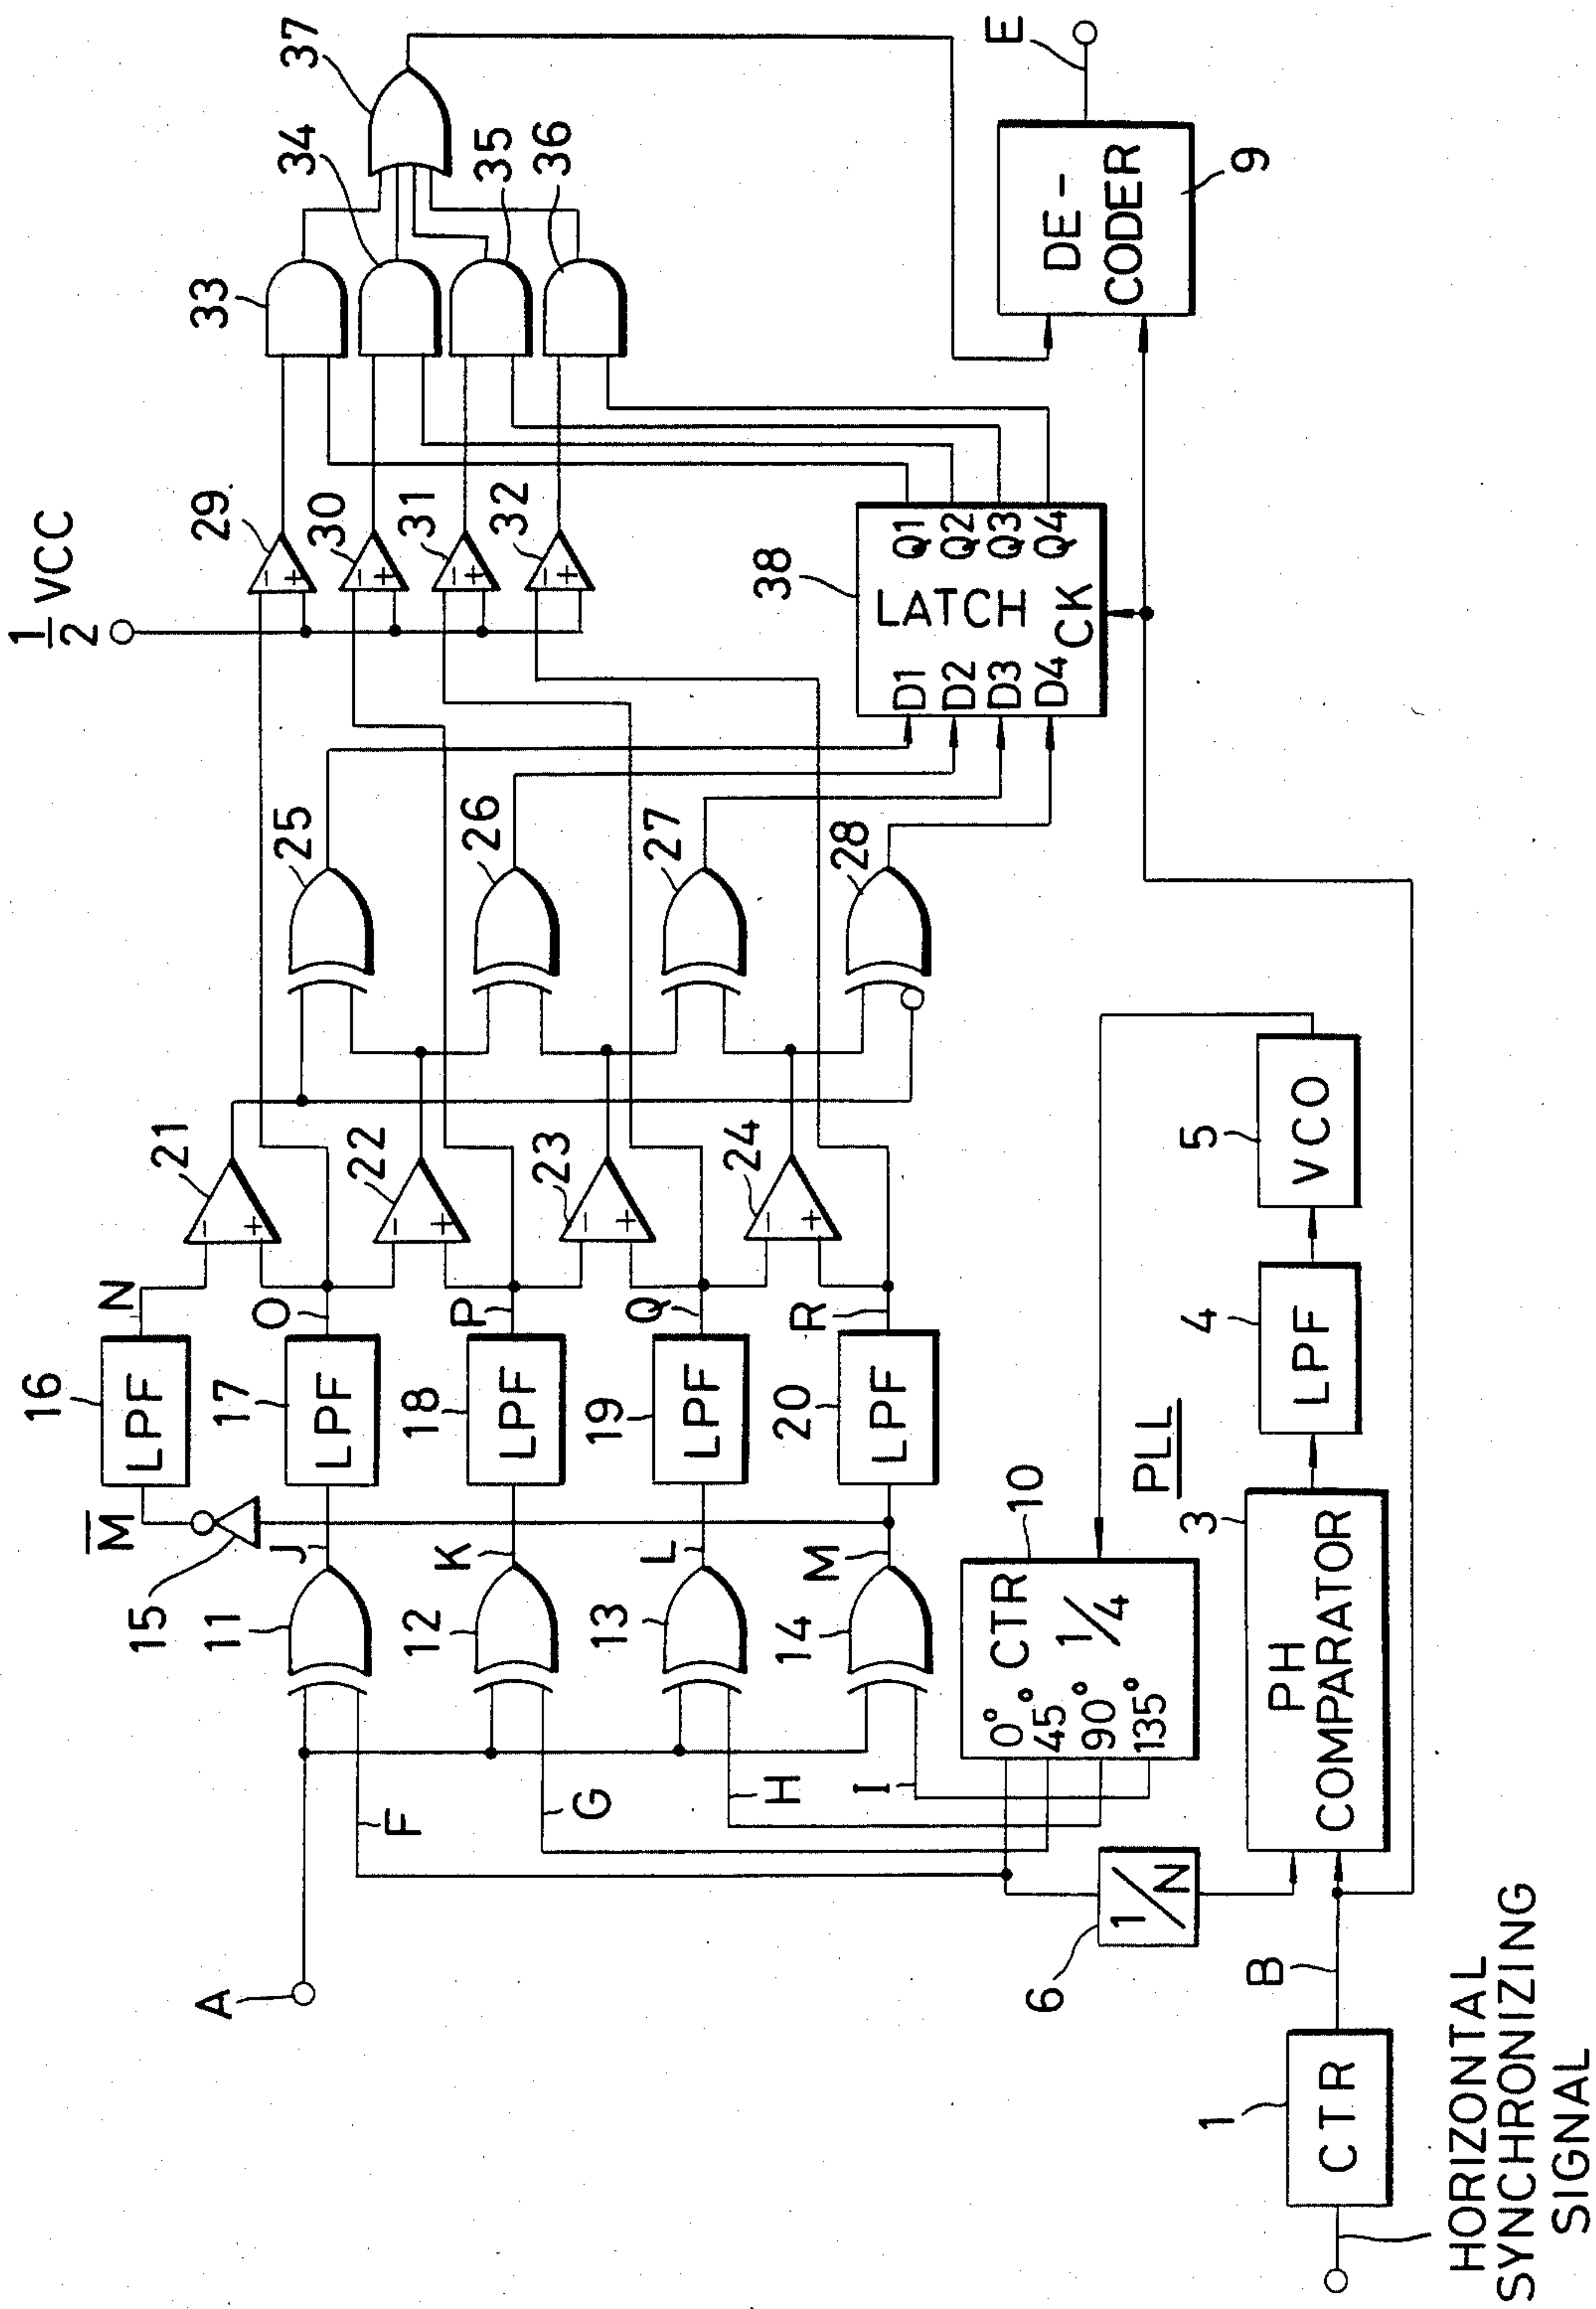 A
F
G
H
I
11
12
13
14
15
M
J
K
L
M
16
LPF
17
LPF
18
LPF
19
LPF
20
LPF
N
O
P
Q
R
21
−
+
22
−
+
23
−
+
24
−
+
25
26
27
28
1/2 VCC
29
−
+
30
−
+
31
−
+
32
−
+
33
34
35
36
37
38
LATCH
D1
D2
D3
D4
Q1
Q2
Q3
Q4
CK
DE-
CODER
9
E
10
CTR
1/4
0°
45°
90°
135°
6
1/N
PLL
3
PH
COMPARATOR
4
LPF
5
VCO
1
CTR
B
HORIZONTAL
SYNCHRONIZING
SIGNAL